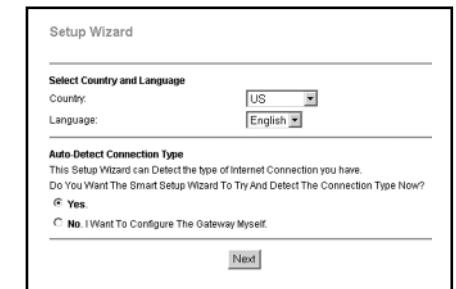 Setup Wizard
Select Country and Language
Country: US
Language: English
Auto-Detect Connection Type
This Setup Wizard can Detect the type of Internet Connection you have.
Do You Want The Smart Setup Wizard To Try And Detect The Connection Type Now?
Yes.
No. I Want To Configure The Gateway Myself.
Next